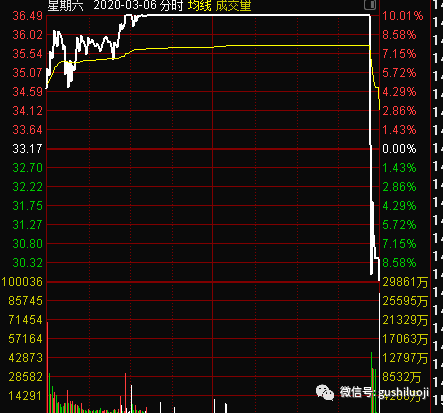 星期六 2020-03-06 分时 均线 成交量
36.49 10.01%
36.02 8.58%
35.54 7.15%
35.07 5.72%
34.59 4.29%
34.12 2.86%
33.64 1.43%
33.17 0.00%
32.70 1.43%
32.22 2.86%
31.75 4.29%
31.27 5.72%
30.80 7.15%
30.32 8.58%
100036 29861万
85745 25595万
71454 21329万
57164 17063万
42873 12797万
28582 8532万
14291
微信号: gushiluoji